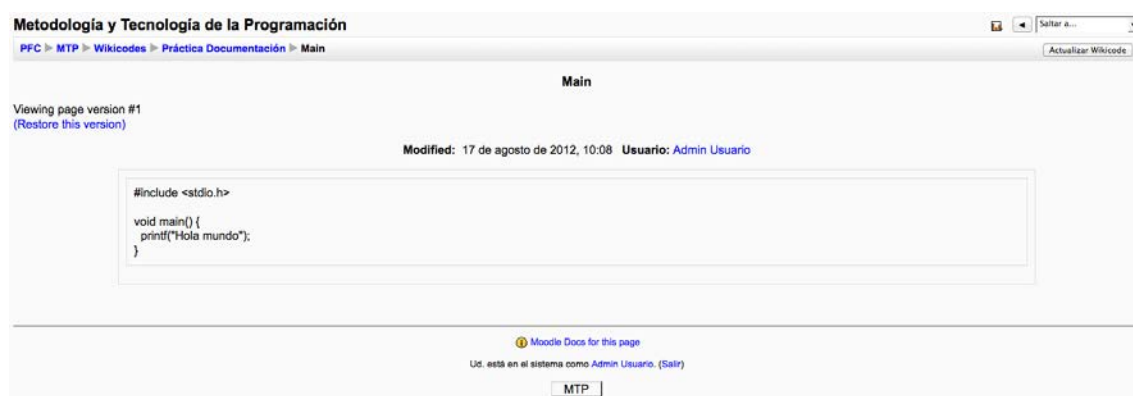 Metodología y Tecnología de la Programación
Saltar a...
PFC ▶ MTP ▶ Wikicodes ▶ Práctica Documentación ▶ Main
Actualizar Wikicode
Main
Viewing page version #1
(Restore this version)
Modified: 17 de agosto de 2012, 10:08 Usuario: Admin Usuario
#include <stdio.h>
void main() {
printf("Hola mundo");
}
Moodle Docs for this page
Ud. está en el sistema como Admin Usuario. (Salir)
MTP